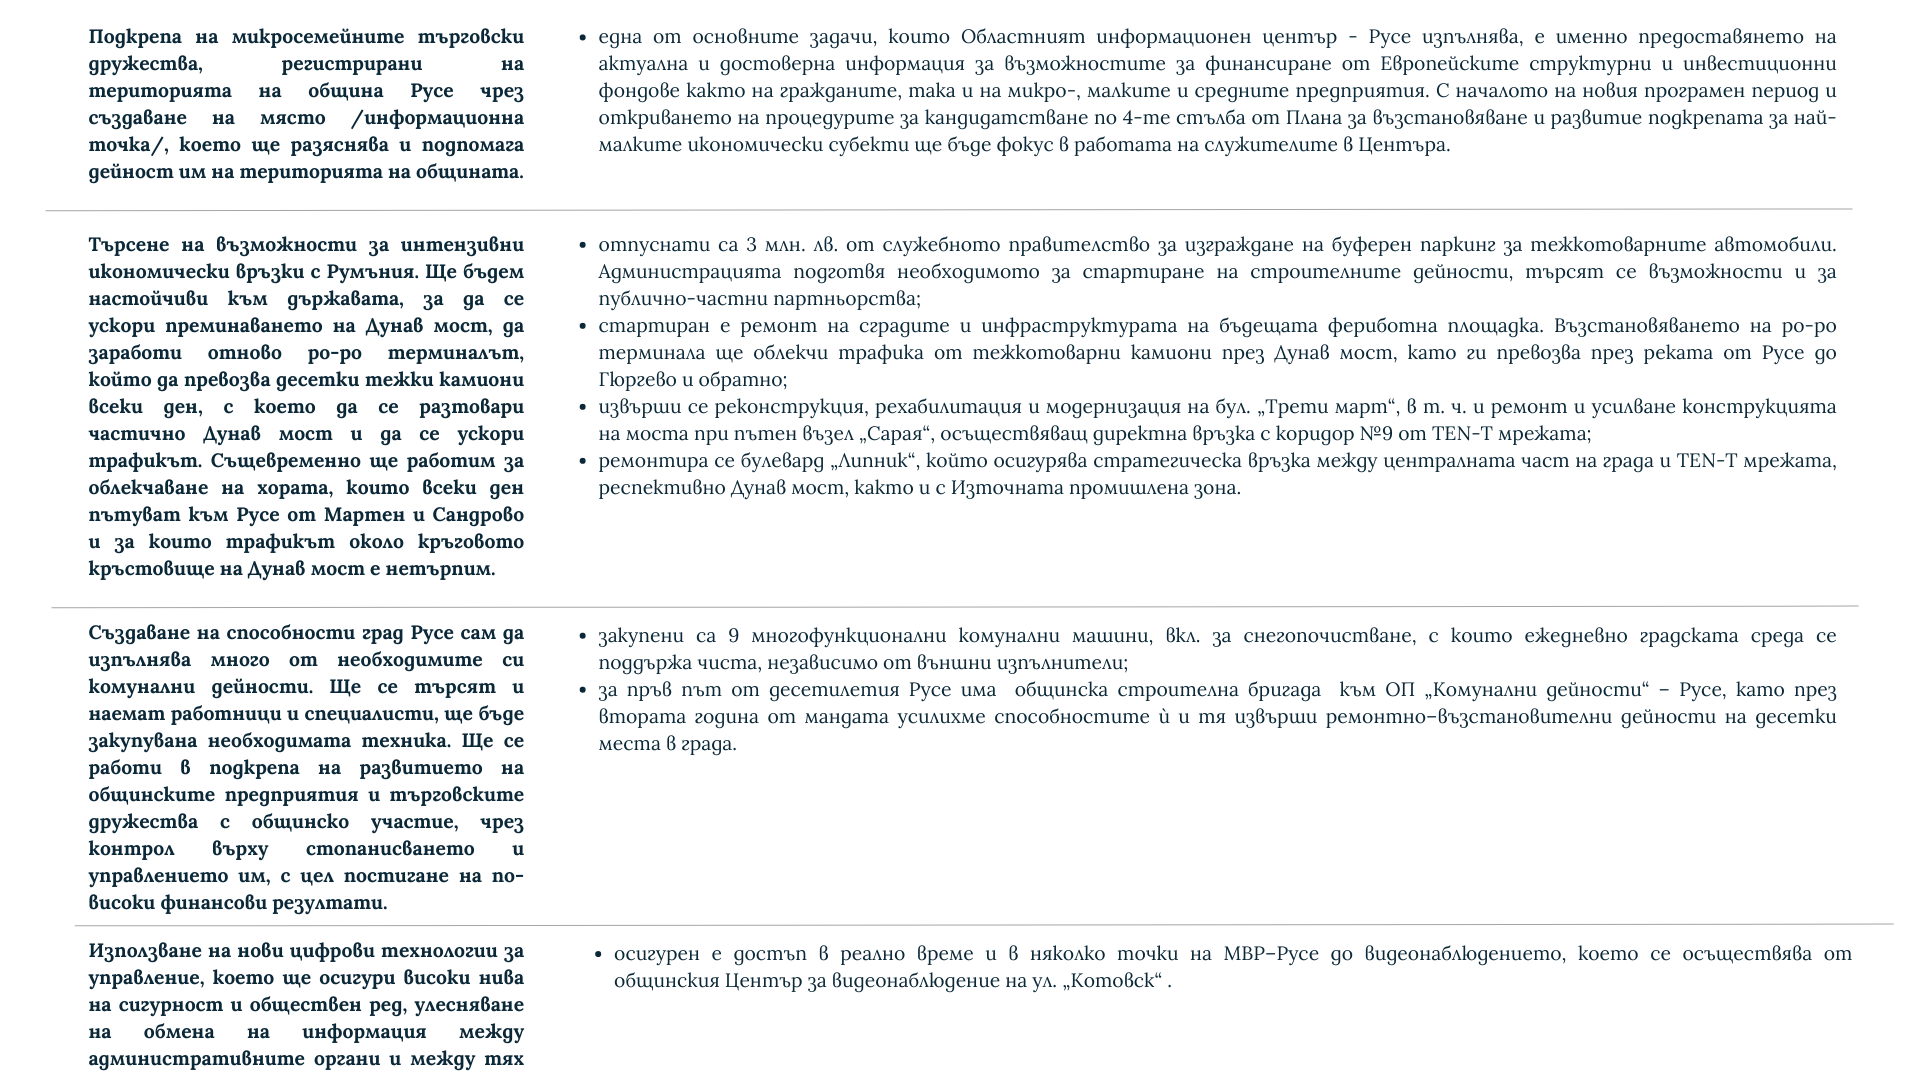 Подкрепа на микросемейните търговски
дружества, регистрирани на
територията на община Русе чрез
създаване на място /информационна
точка/, което ще разяснява и подпомага
дейност им на територията на общината.
• една от основните задачи, които Областният информационен център - Русе изпълнява, е именно предоставянето на
актуална и достоверна информация за възможностите за финансиране от Европейските структурни и инвестиционни
фондове както на гражданите, така и на микро-, малките и средните предприятия. С началото на новия програмен период и
откриването на процедурите за кандидатстване по 4-те стълба от Плана за възстановяване и развитие подкрепата за най-
малките икономически субекти ще бъде фокус в работата на служителите в Центъра.
Търсене на възможности за интензивни
икономически връзки с Румъния. Ще бъдем
настойчиви към държавата, за да се
ускори преминаването на Дунав мост, да
заработи отново ро-ро терминалът,
който да превозва десетки тежки камиони
всеки ден, с което да се разтовари
частично Дунав мост и да се ускори
трафикът. Същевременно ще работим за
облекчаване на хората, които всеки ден
пътуват към Русе от Мартен и Сандрово
и за които трафикът около кръговото
кръстовище на Дунав мост е нетърпим.
• отпуснати са 3 млн. лв. от служебното правителство за изграждане на буферен паркинг за тежкотоварните автомобили.
Администрацията подготвя необходимото за стартиране на строителните дейности, търсят се възможности и за
публично-частни партньорства;
• стартиран е ремонт на сградите и инфраструктурата на бъдещата фериботна площадка. Възстановяването на ро-ро
терминала ще облекчи трафика от тежкотоварни камиони през Дунав мост, като ги превозва през реката от Русе до
Гюргево и обратно;
• извърши се реконструкция, рехабилитация и модернизация на бул. „Трети март“, в т. ч. и ремонт и усилване конструкцията
на моста при пътен възел „Сарая“, осъществяващ директна връзка с коридор №9 от TEN-T мрежата;
• ремонтира се булевард „Липник“, който осигурява стратегическа връзка между централната част на града и TEN-T мрежата,
респективно Дунав мост, както и с Източната промишлена зона.
Създаване на способности град Русе сам да
изпълнява много от необходимите си
комунални дейности. Ще се търсят и
наемат работници и специалисти, ще бъде
закупувана необходимата техника. Ще се
работи в подкрепа на развитието на
общинските предприятия и търговските
дружества с общинско участие, чрез
контрол върху стопанисването и
управлението им, с цел постигане на по-
високи финансови резултати.
• закупени са 9 многофункционални комунални машини, вкл. за снегопочистване, с които ежедневно градската среда се
поддържа чиста, независимо от външни изпълнители;
• за пръв път от десетилетия Русе има общинска строителна бригада към ОП „Комунални дейности“ – Русе, като през
втората година от мандата усилихме способностите ѝ и тя извърши ремонтно–възстановителни дейности на десетки
места в града.
Използване на нови цифрови технологии за
управление, което ще осигури високи нива
на сигурност и обществен ред, улесняване
на обмена на информация между
административните органи и между тях
• осигурен е достъп в реално време и в няколко точки на МВР–Русе до видеонаблюдението, което се осъществява от
общинския Център за видеонаблюдение на ул. „Котовск“ .